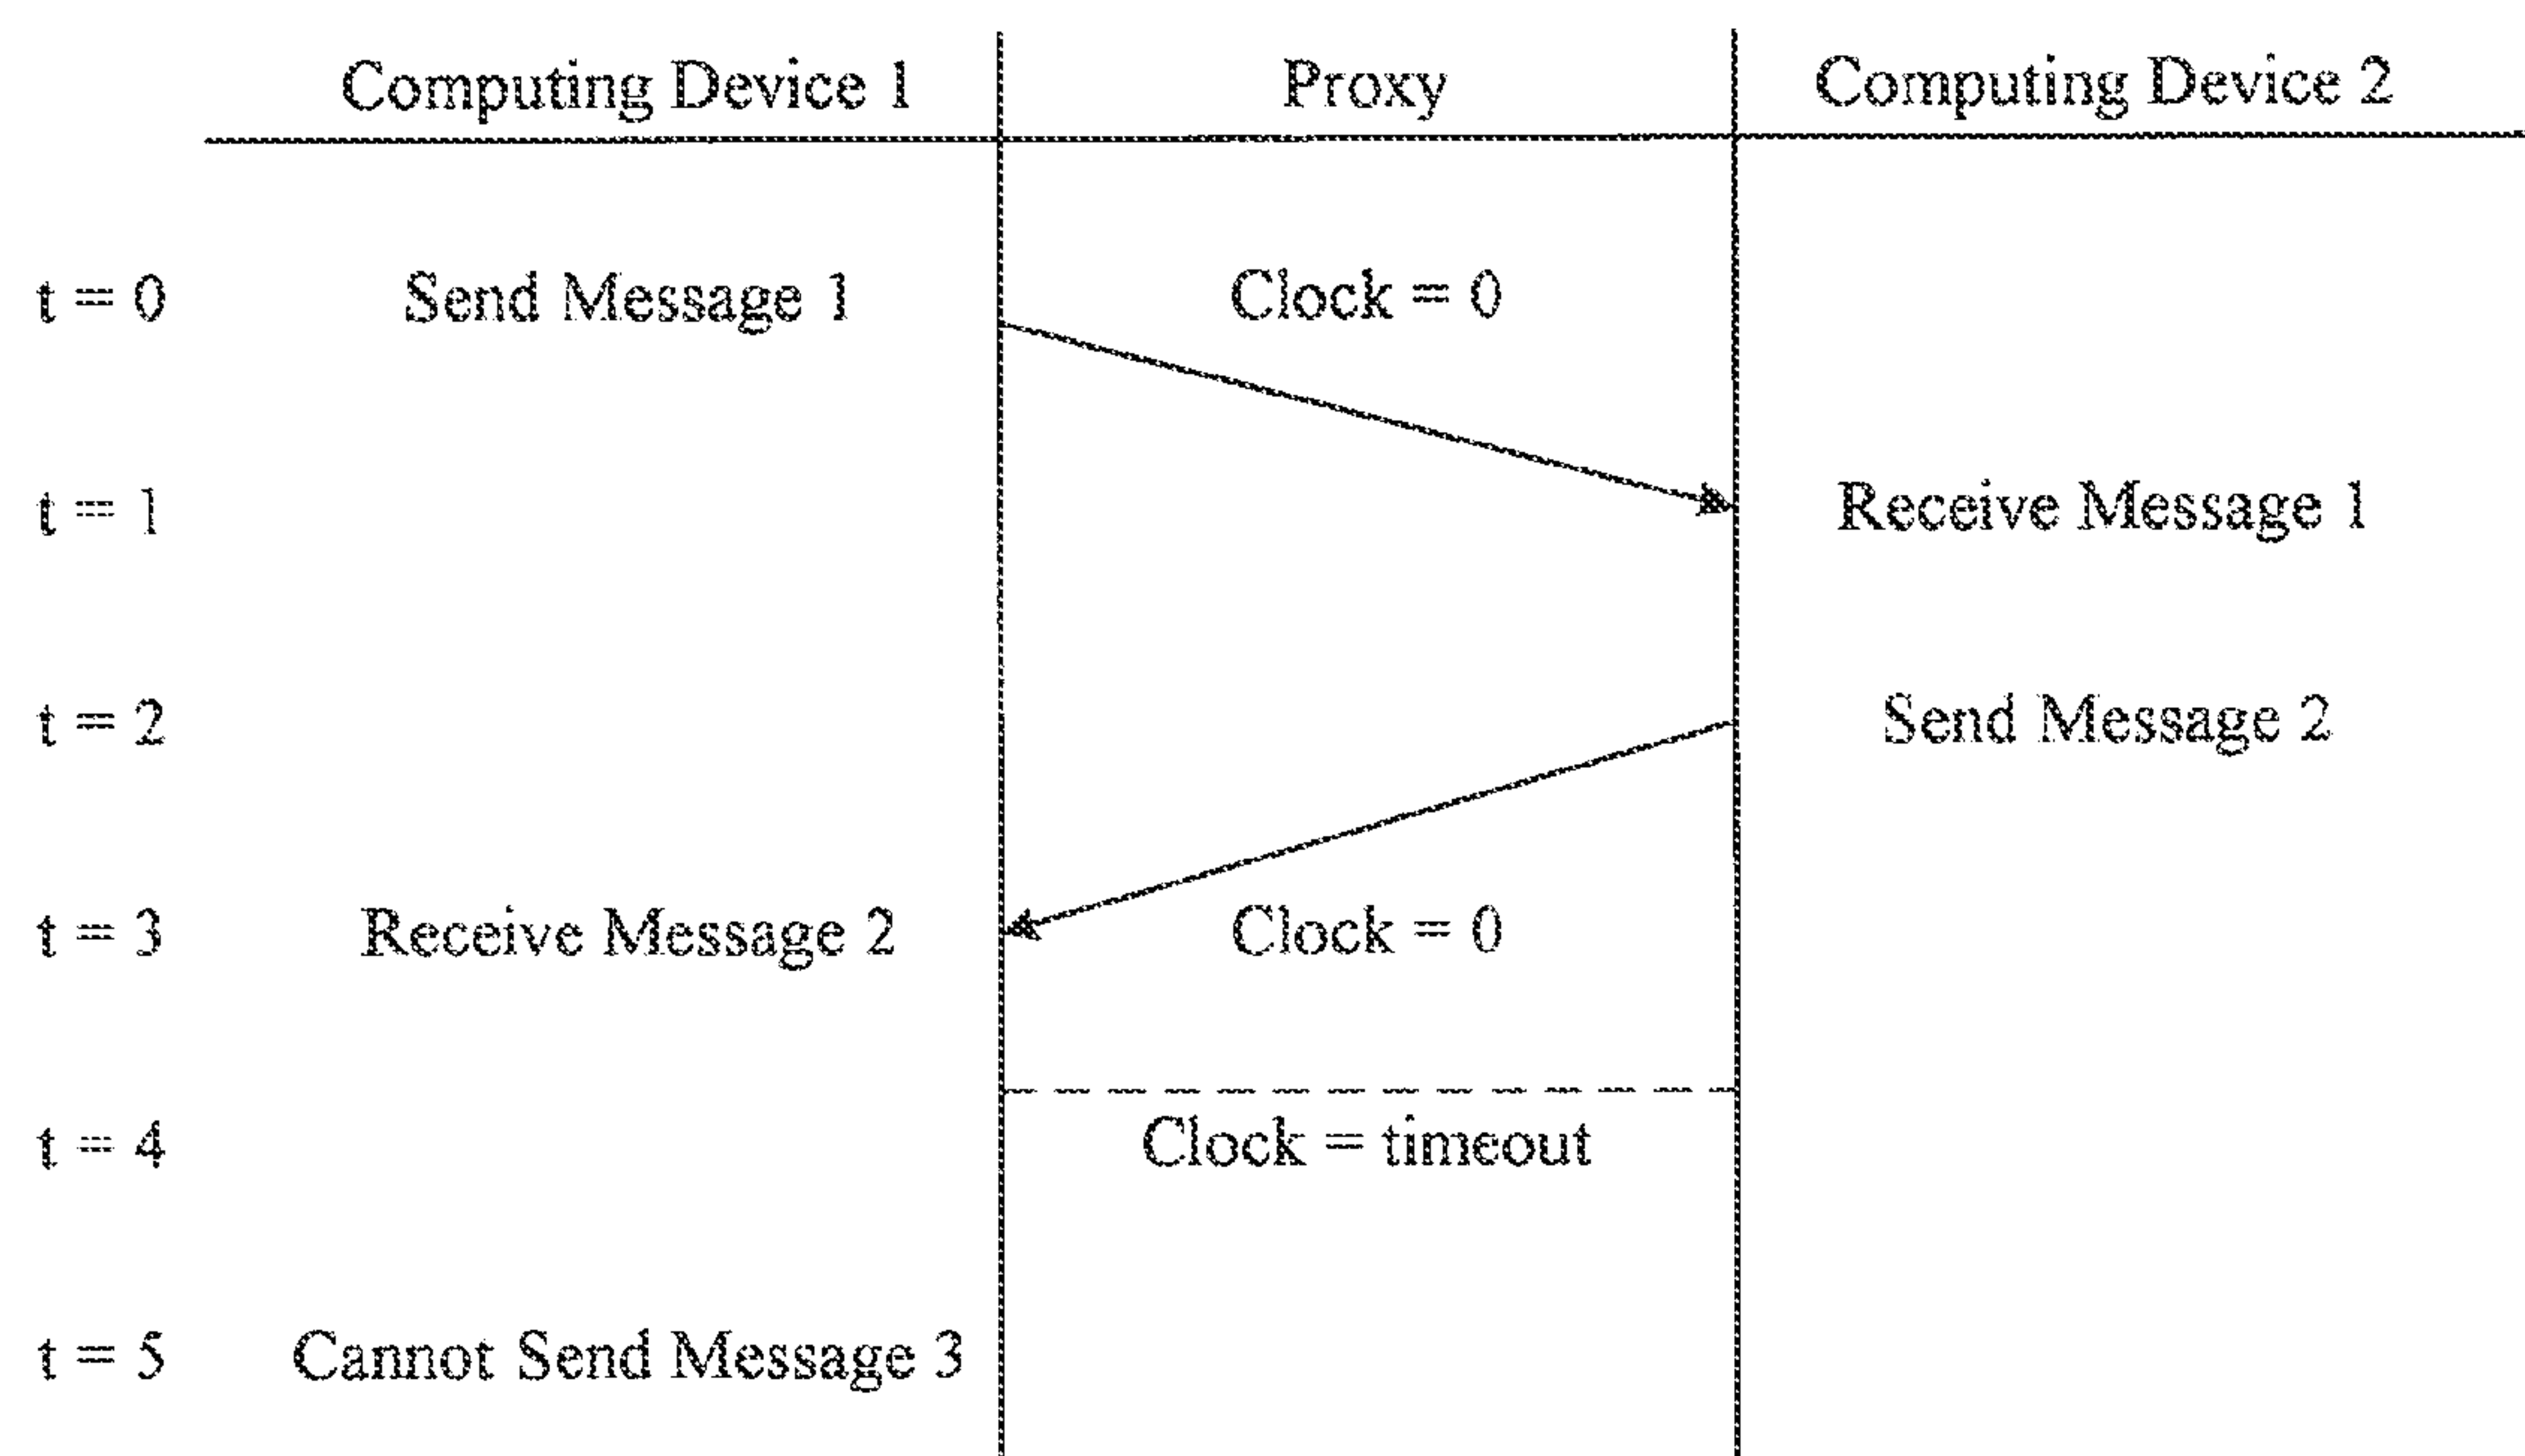 Computing Device 1 Proxy Computing Device 2
t = 0 Send Message 1 Clock = 0
t = 1 Receive Message 1
t = 2 Send Message 2
t = 3 Receive Message 2 Clock = 0
t = 4 Clock = timeout
t = 5 Cannot Send Message 3